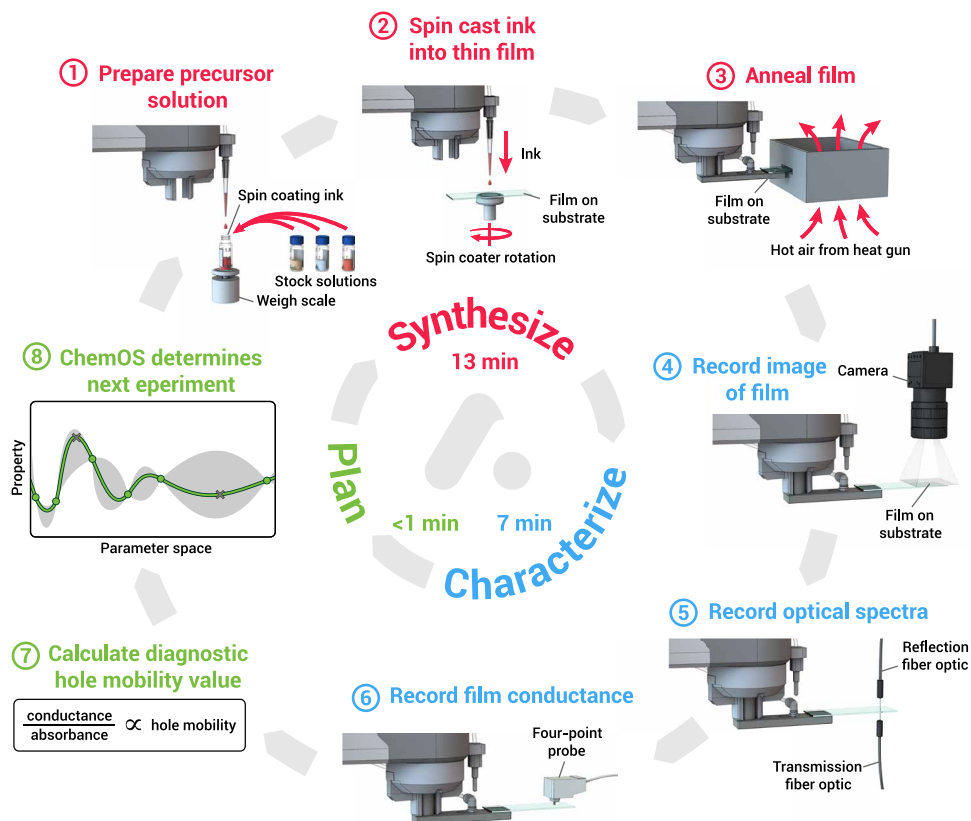 1 Prepare precursor
solution
Spin coating ink
Stock solutions
Weigh scale
2 Spin cast ink
into thin film
Ink
Film on
substrate
Spin coater rotation
3 Anneal film
Film on
substrate
Hot air from heat gun
4 Record image
of film
Camera
Film on
substrate
5 Record optical spectra
Reflection
fiber optic
Transmission
fiber optic
6 Record film conductance
Four-point
probe
7 Calculate diagnostic
hole mobility value
conductance
absorbance
∝ hole mobility
8 ChemOS determines
next eperiment
Property
Parameter space
Synthesize
13 min
Characterize
7 min
Plan
<1 min